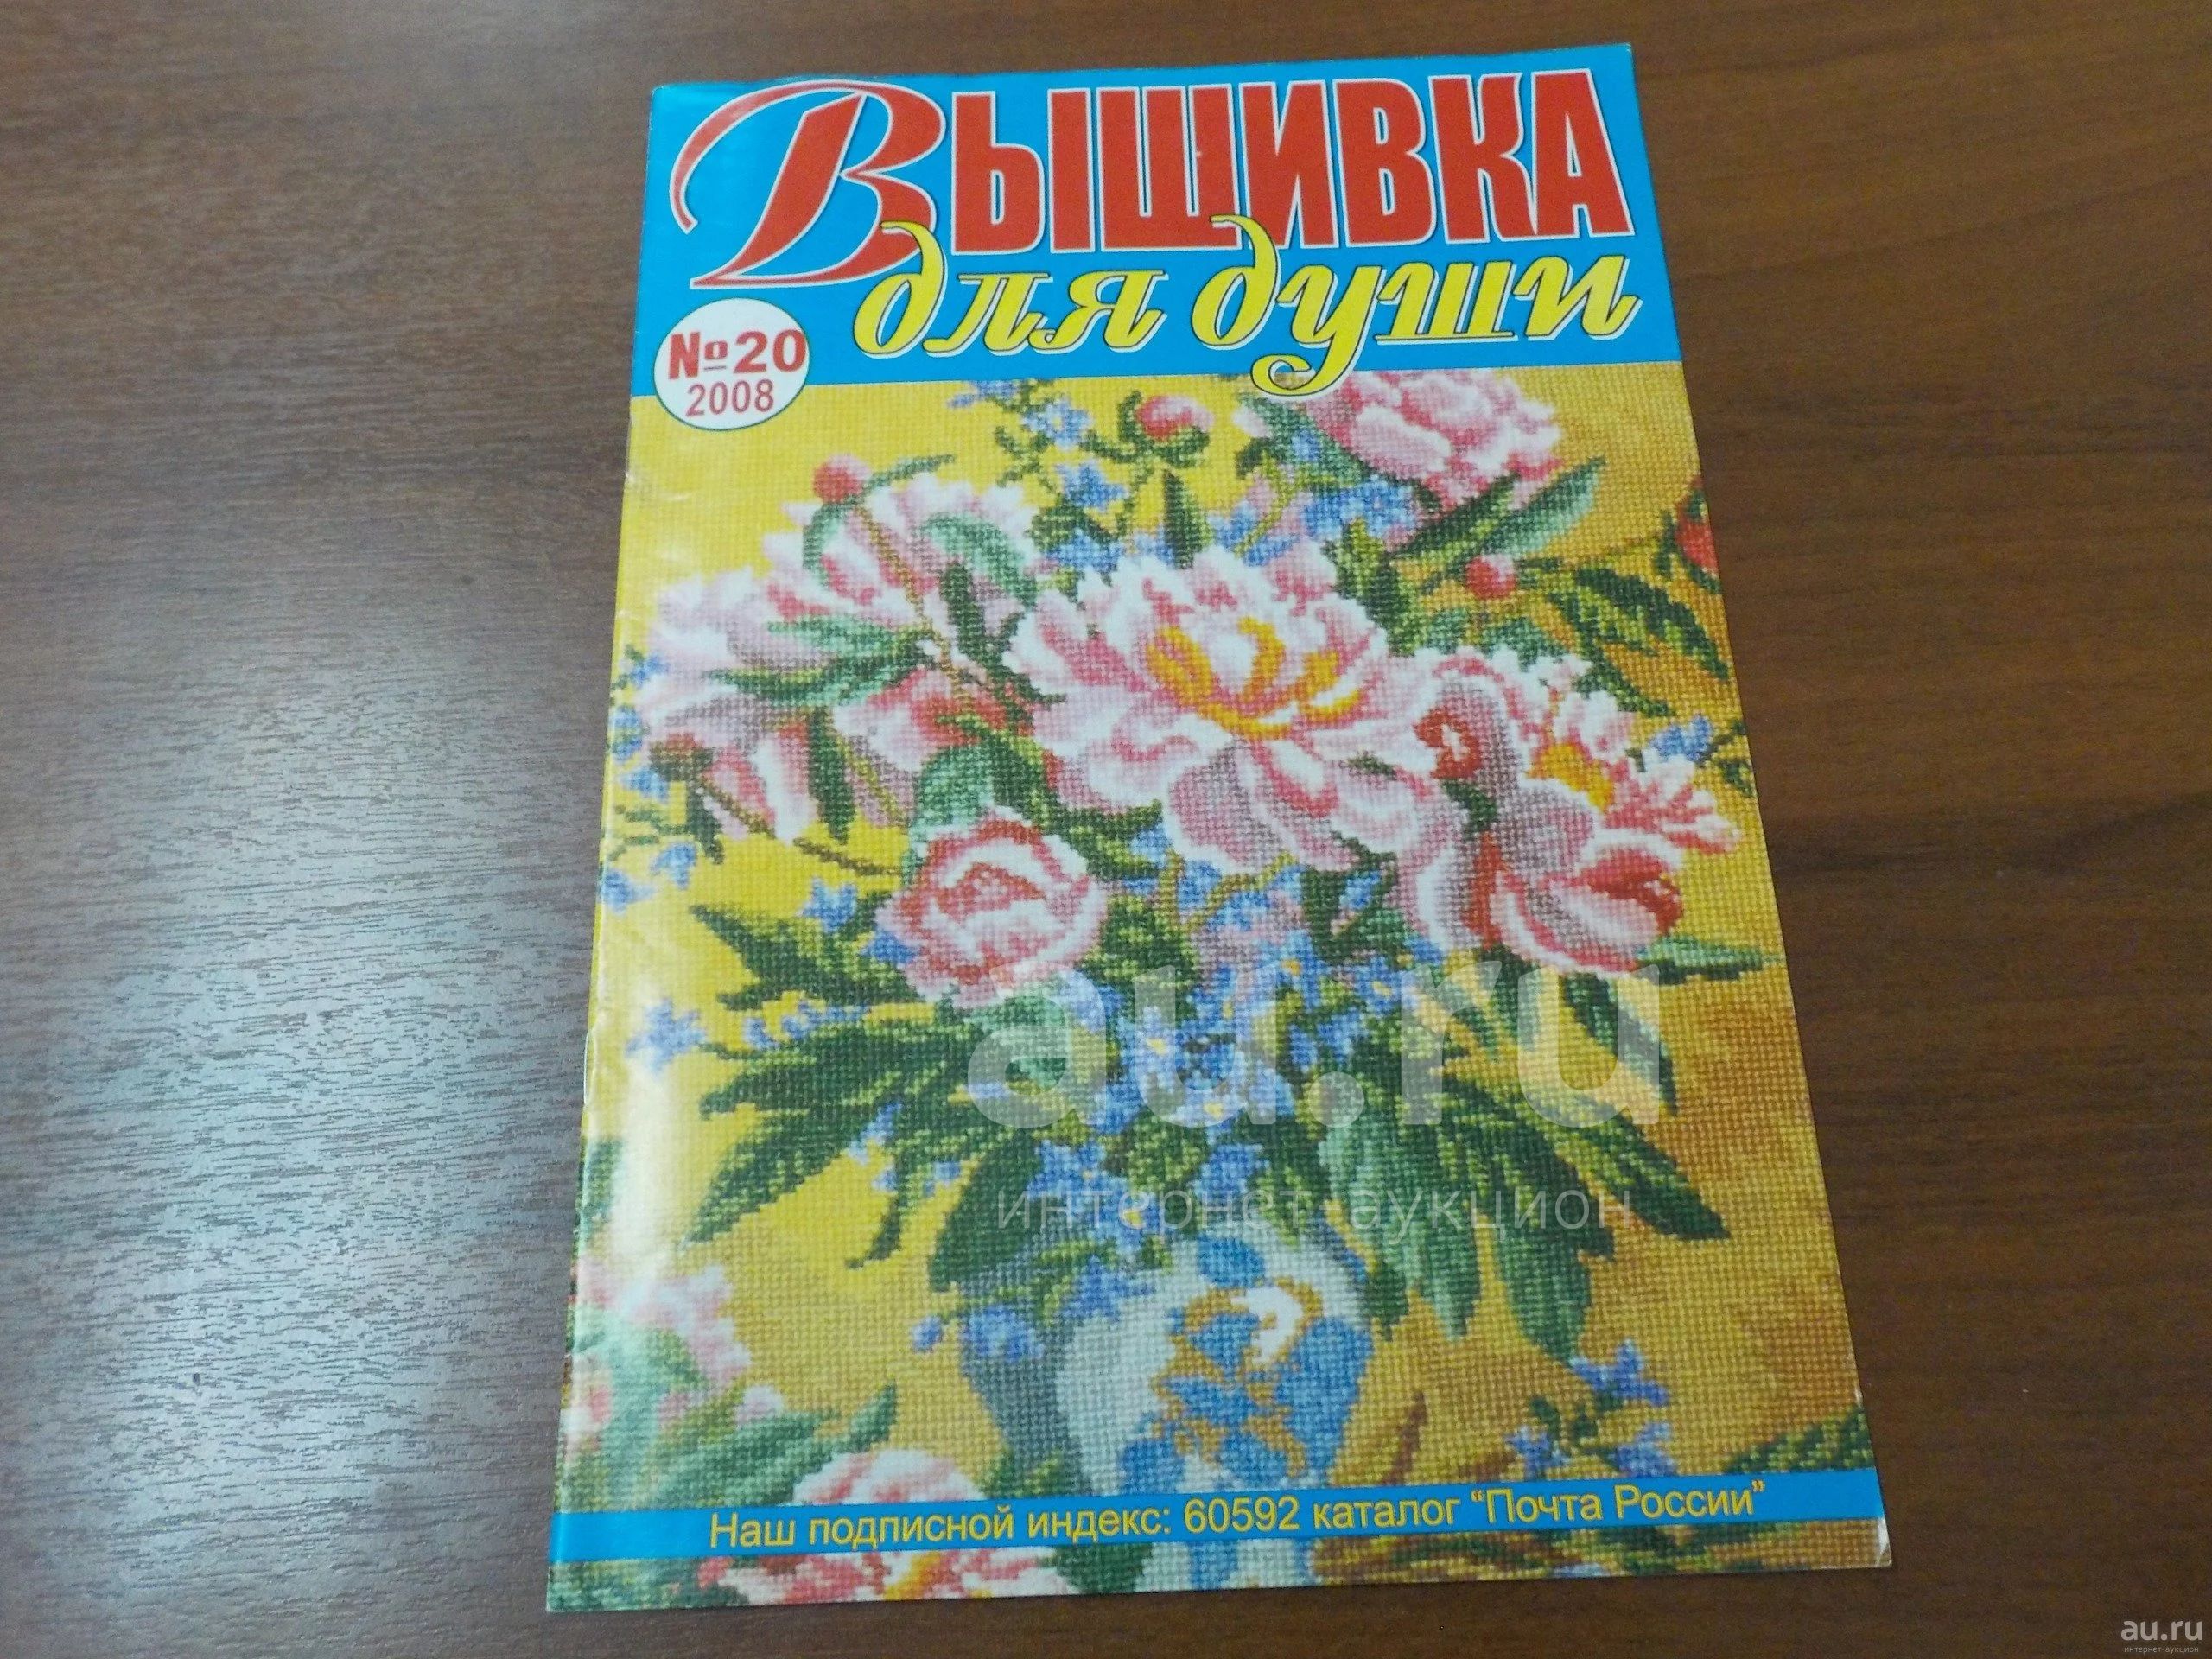 Вышивка
для души
№20
2008
au.ru
интернет-аукцион
Наш подписной индекс: 60592 каталог "Почта России"
au.ru
интернет-аукцион